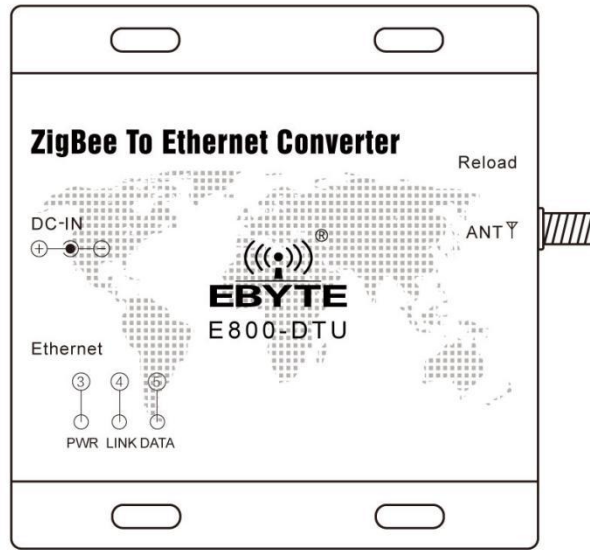 ZigBee To Ethernet Converter
Reload
DC-IN
ANT
®
EBYTE
E800-DTU
Ethernet
③ ④ ⑤
PWR LINK DATA